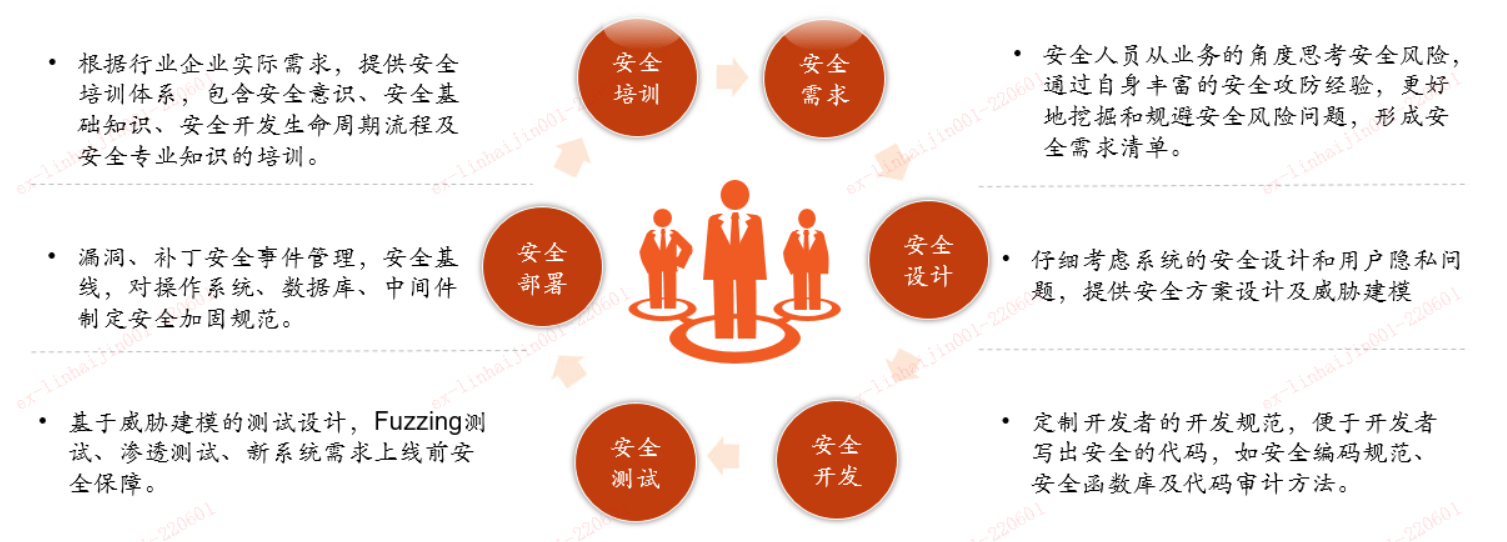 • 根据行业企业实际需求，提供安全
培训体系，包含安全意识、安全基
础知识、安全开发生命周期流程及
安全专业知识的培训。
安全
培训
安全
需求
• 安全人员从业务的角度思考安全风险，
通过自身丰富的安全攻防经验，更好
地挖掘和规避安全风险问题，形成安
全需求清单。
• 漏洞、补丁安全事件管理，安全基
线，对操作系统、数据库、中间件
制定安全加固规范。
安全
部署
安全
设计
• 仔细考虑系统的安全设计和用户隐私问
题，提供安全方案设计及威胁建模
• 基于威胁建模的测试设计，Fuzzing测
试、渗透测试、新系统需求上线前安
全保障。
安全
测试
安全
开发
• 定制开发者的开发规范，便于开发者
写出安全的代码，如安全编码规范、
安全函数库及代码审计方法。
ex-linhaijin001-220601